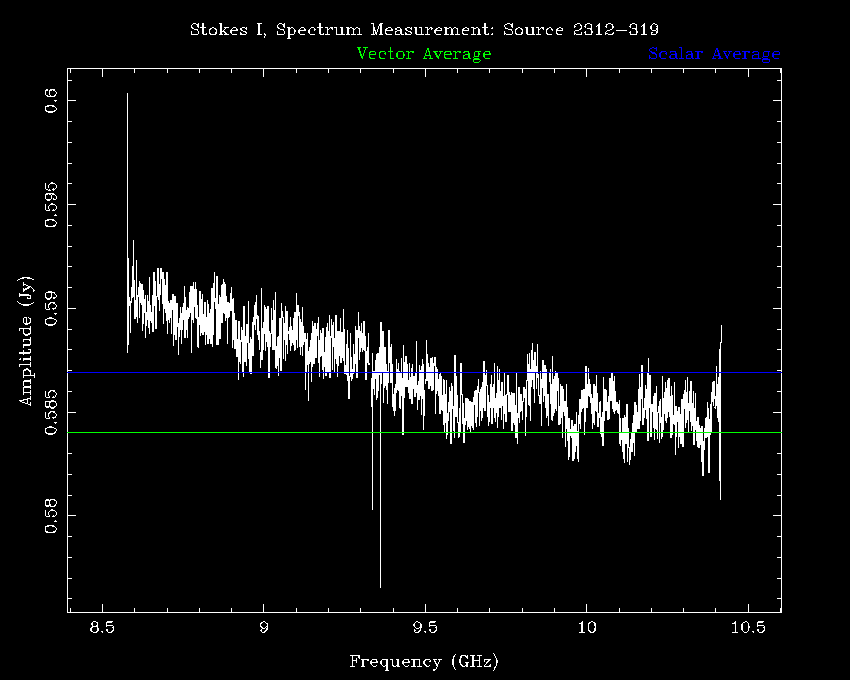 Stokes I, Spectrum Measurement: Source 2312-319
Vector Average
Scalar Average
0.6
0.595
0.59
0.585
0.58
Amplitude (Jy)
8.5 9 9.5 10 10.5
Frequency (GHz)